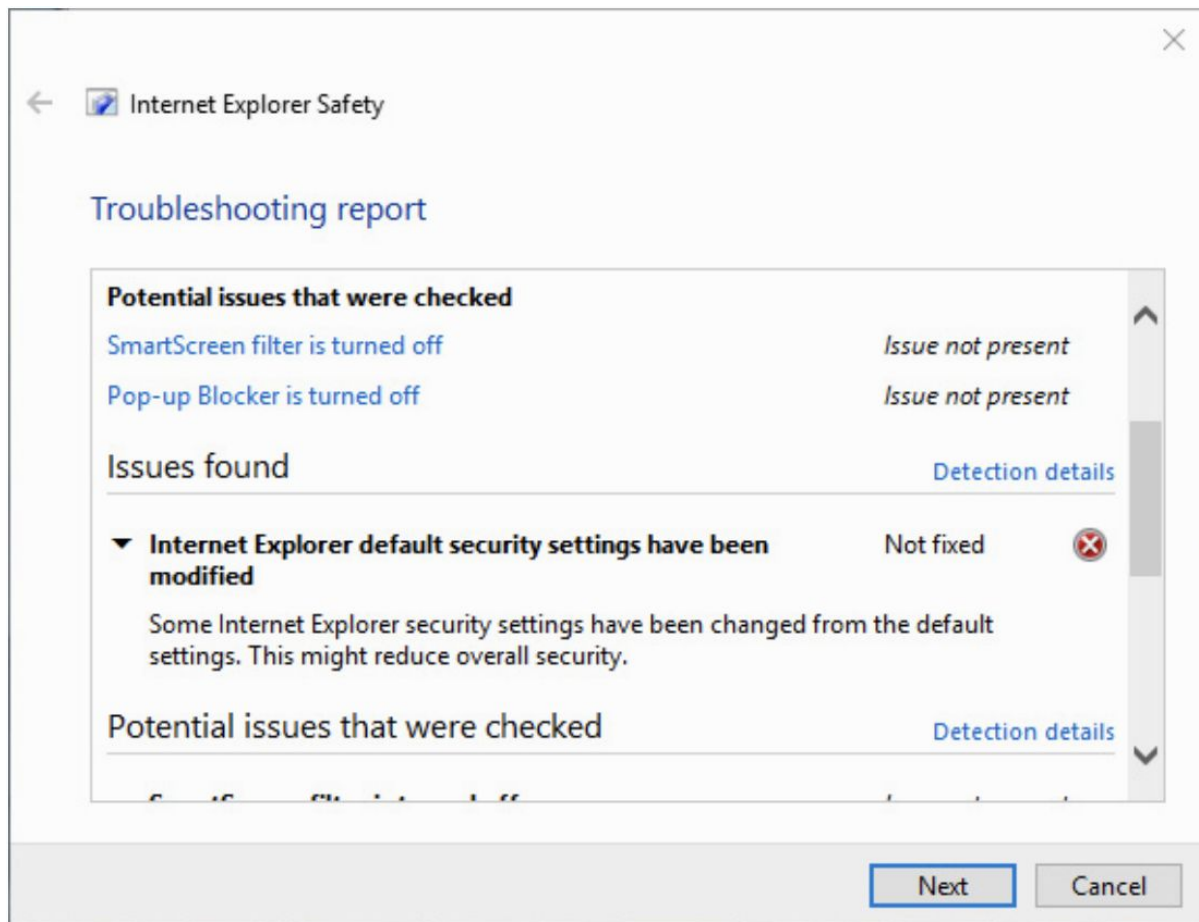 Internet Explorer Safety
Troubleshooting report
Potential issues that were checked
SmartScreen filter is turned off Issue not present
Pop-up Blocker is turned off Issue not present
Issues found Detection details
Internet Explorer default security settings have been Not fixed
modified
Some Internet Explorer security settings have been changed from the default
settings. This might reduce overall security.
Potential issues that were checked Detection details
Next Cancel